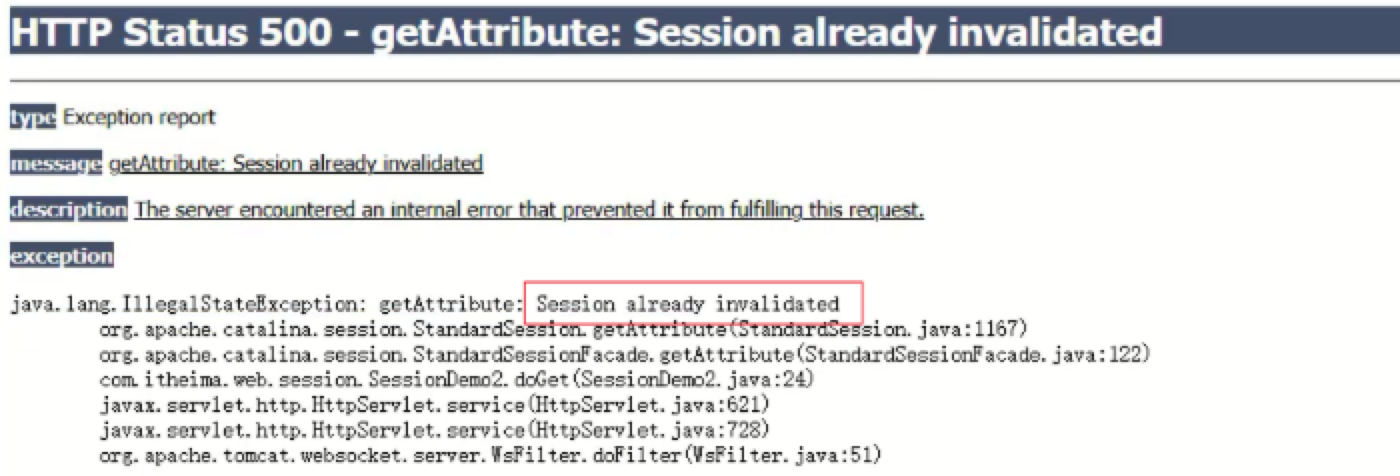 HTTP Status 500 - getAttribute: Session already invalidated
type Exception report
message getAttribute: Session already invalidated
description The server encountered an internal error that prevented it from fulfilling this request.
exception
java.lang.IllegalStateException: getAttribute: Session already invalidated
org.apache.catalina.session.StandardSession.getAttribute(StandardSession.java:1167)
org.apache.catalina.session.StandardSessionFacade.getAttribute(StandardSessionFacade.java:122)
com.itheima.web.session.SessionDemo2.doGet(SessionDemo2.java:24)
javax.servlet.http.HttpServlet.service(HttpServlet.java:621)
javax.servlet.http.HttpServlet.service(HttpServlet.java:728)
org.apache.tomcat.websocket.server.WsFilter.doFilter(WsFilter.java:51)